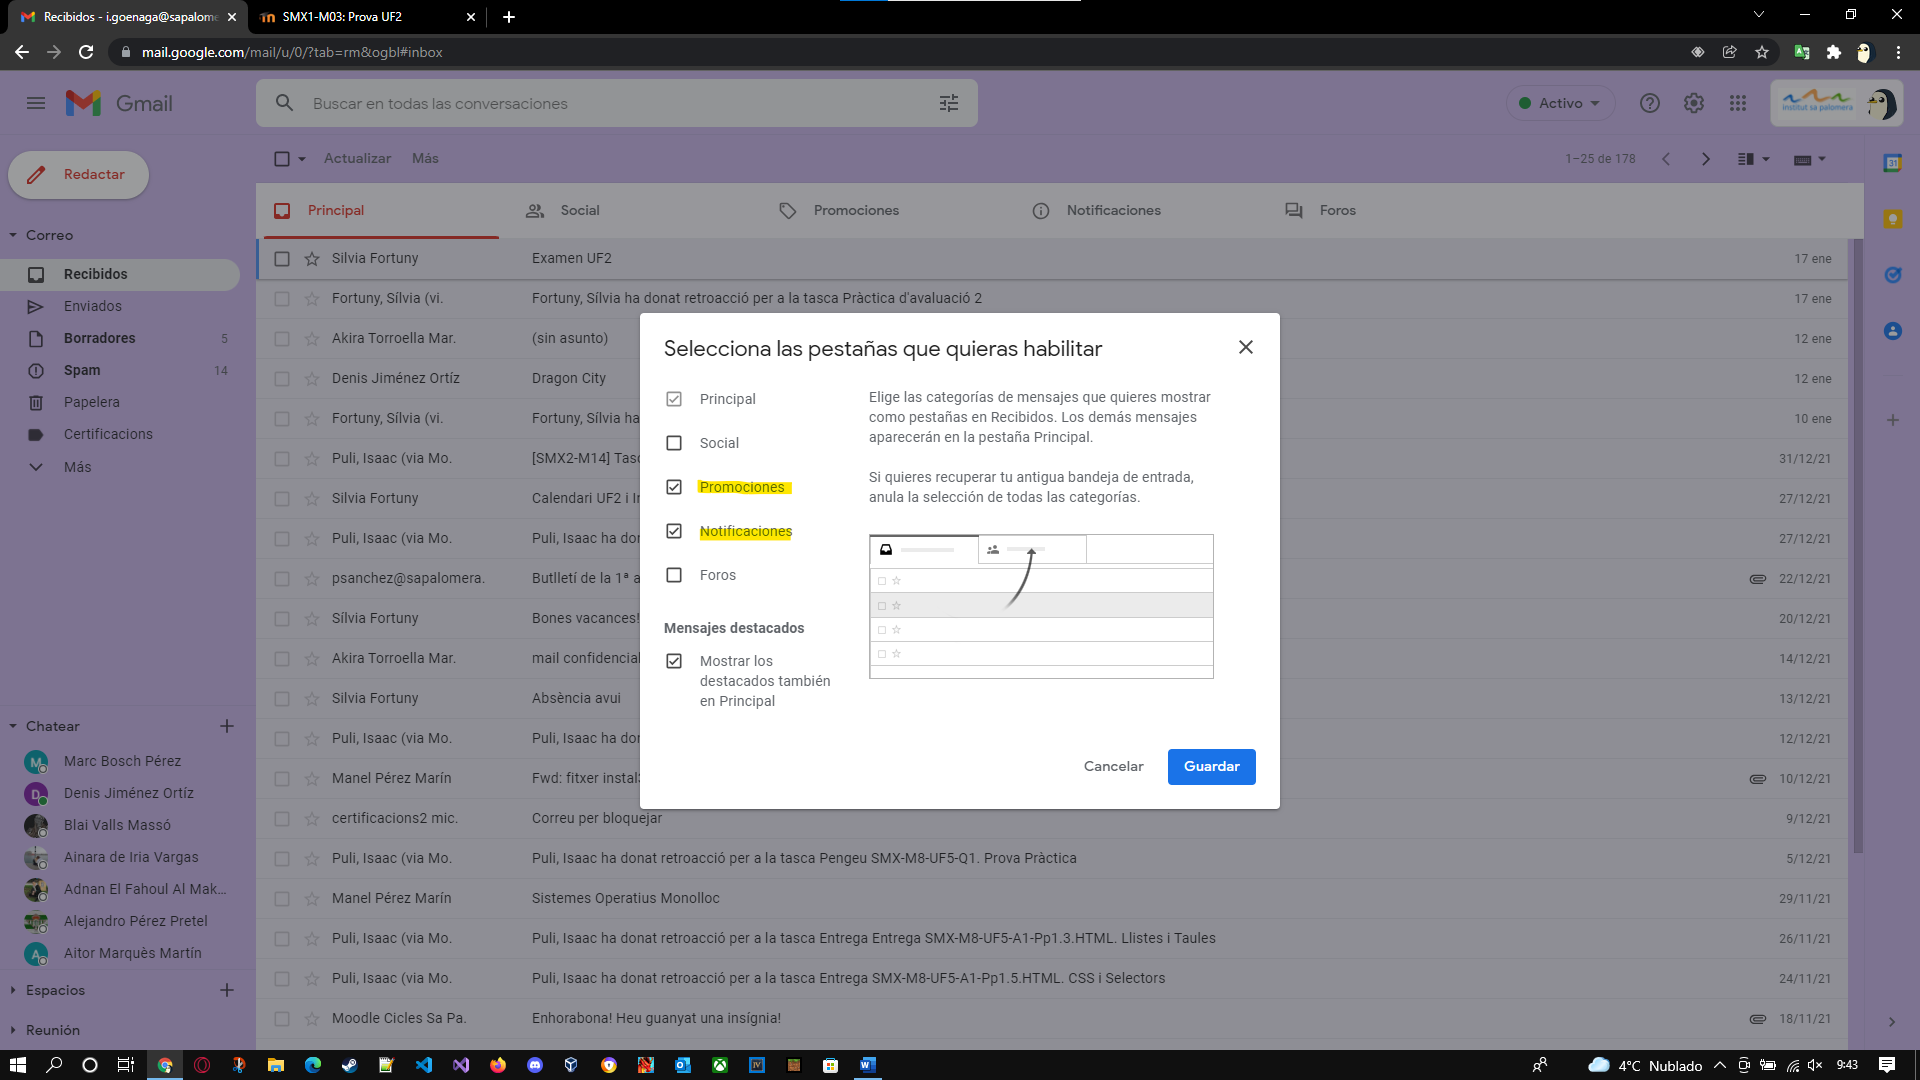 Recibidos - i.goenaga@sapalome
SMX1-M03: Prova UF2
mail.google.com/mail/u/0/?tab=rm&ogbl#inbox
Gmail
Buscar en todas las conversaciones
Activo
institut sa palomera
Redactar
Actualizar
Más
1–25 de 178
31
Principal
Social
Promociones
Notificaciones
Foros
Correo
Recibidos
Enviados
Borradores 5
Spam 14
Papelera
Certificacions
Más
Silvia Fortuny Examen UF2 17 ene
Fortuny, Sílvia (vi. Fortuny, Sílvia ha donat retroacció per a la tasca Pràctica d'avaluació 2 17 ene
Akira Torroella Mar. (sin asunto) 12 ene
Denis Jiménez Ortíz Dragon City 12 ene
Fortuny, Sílvia (vi. Fortuny, Sílvia ha 10 ene
Puli, Isaac (via Mo. [SMX2-M14] Tasc 31/12/21
Silvia Fortuny Calendari UF2 i 27/12/21
Puli, Isaac (via Mo. Puli, Isaac ha do 27/12/21
psanchez@sapalomera. Butlletí de la 1ª a 22/12/21
Sílvia Fortuny Bones vacances! 20/12/21
Akira Torroella Mar. mail confidencial 14/12/21
Silvia Fortuny Absència avui 13/12/21
Puli, Isaac (via Mo. Puli, Isaac ha do 12/12/21
Manel Pérez Marín Fwd: fitxer instal 10/12/21
certificacions2 mic. Correu per bloquejar 9/12/21
Puli, Isaac (via Mo. Puli, Isaac ha donat retroacció per a la tasca Pengeu SMX-M8-UF5-Q1. Prova Pràctica 5/12/21
Manel Pérez Marín Sistemes Operatius Monolloc 29/11/21
Puli, Isaac (via Mo. Puli, Isaac ha donat retroacció per a la tasca Entrega Entrega SMX-M8-UF5-A1-Pp1.3.HTML. Llistes i Taules 26/11/21
Puli, Isaac (via Mo. Puli, Isaac ha donat retroacció per a la tasca Entrega SMX-M8-UF5-A1-Pp1.5.HTML. CSS i Selectors 24/11/21
Moodle Cicles Sa Pa. Enhorabona! Heu guanyat una insígnia! 18/11/21
Selecciona las pestañas que quieras habilitar
Principal
Social
Promociones
Notificaciones
Foros
Mensajes destacados
Mostrar los
destacados también
en Principal
Elige las categorías de mensajes que quieres mostrar
como pestañas en Recibidos. Los demás mensajes
aparecerán en la pestaña Principal.
Si quieres recuperar tu antigua bandeja de entrada,
anula la selección de todas las categorías.
Cancelar
Guardar
Chatear
M
Marc Bosch Pérez
D
Denis Jiménez Ortíz
Blai Valls Massó
Ainara de Iria Vargas
Adnan El Fahoul Al Mak...
Alejandro Pérez Pretel
A
Aitor Marquès Martín
Espacios
Reunión
4°C Nublado
9:43